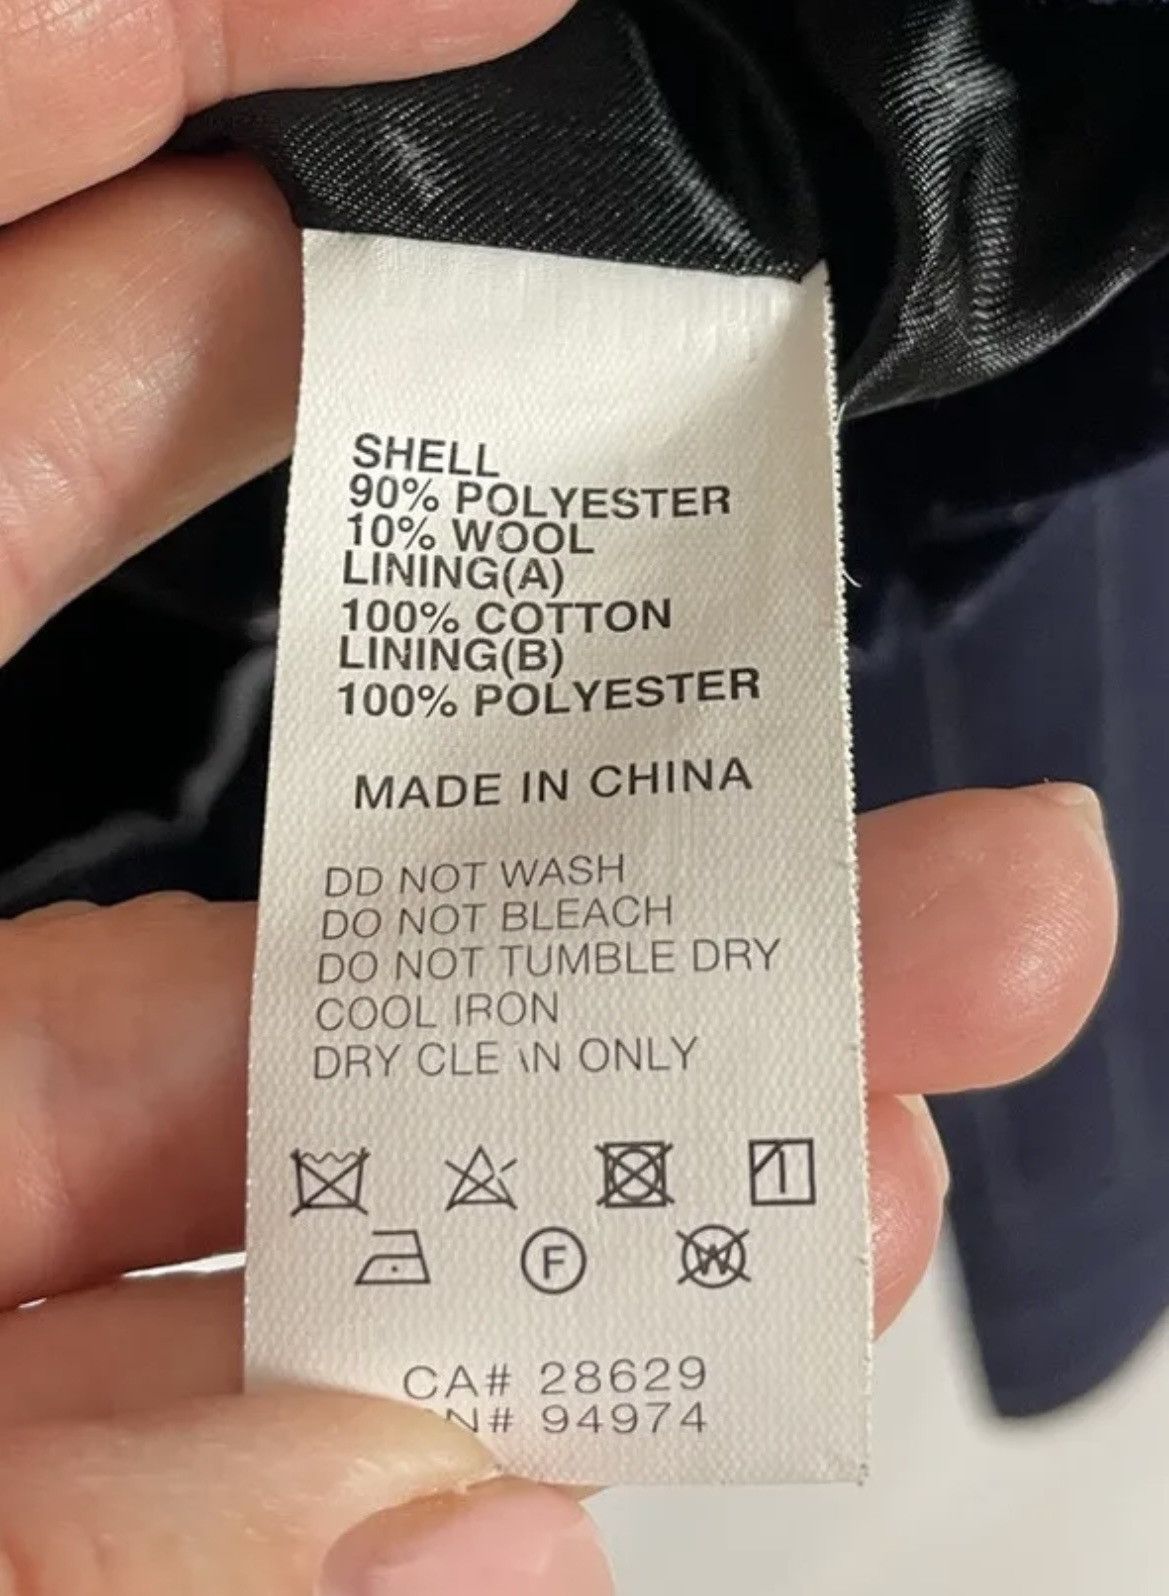 SHELL
90% POLYESTER
10% WOOL
LINING(A)
100% COTTON
LINING(B)
100% POLYESTER
MADE IN CHINA
DD NOT WASH
DO NOT BLEACH
DO NOT TUMBLE DRY
COOL IRON
DRY CLE \N ONLY
F W
CA# 28629
N# 94974